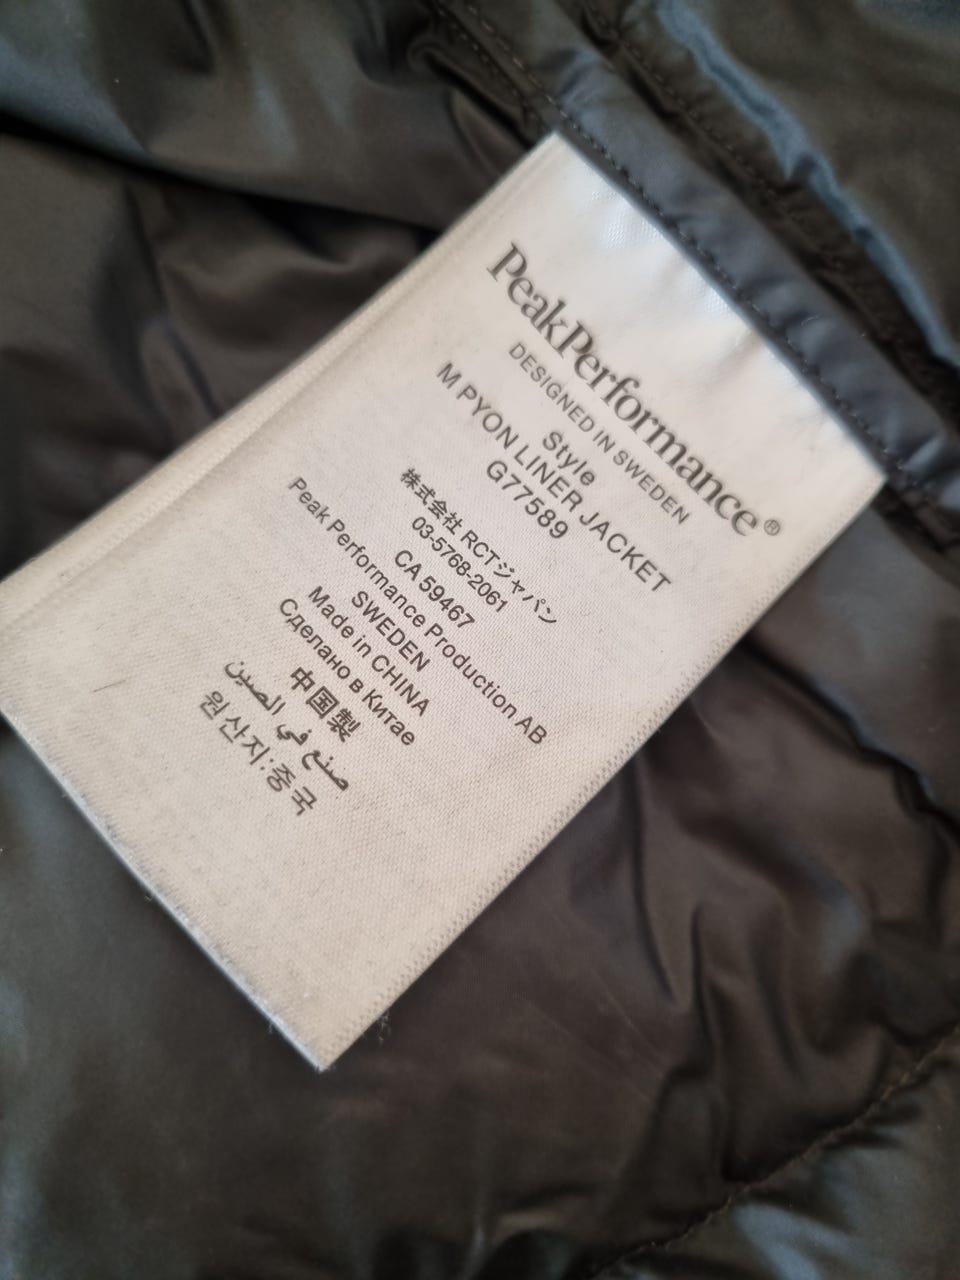 PeakPerformance®
DESIGNED IN SWEDEN
Style
M PYON LINER JACKET
G77589
株式会社 RCTジャパン
03-5768-2061
CA 59467
Peak Performance Production AB
SWEDEN
Made in CHINA
Сделано в Китае
中国製
صنع في الصين
원산지:중국